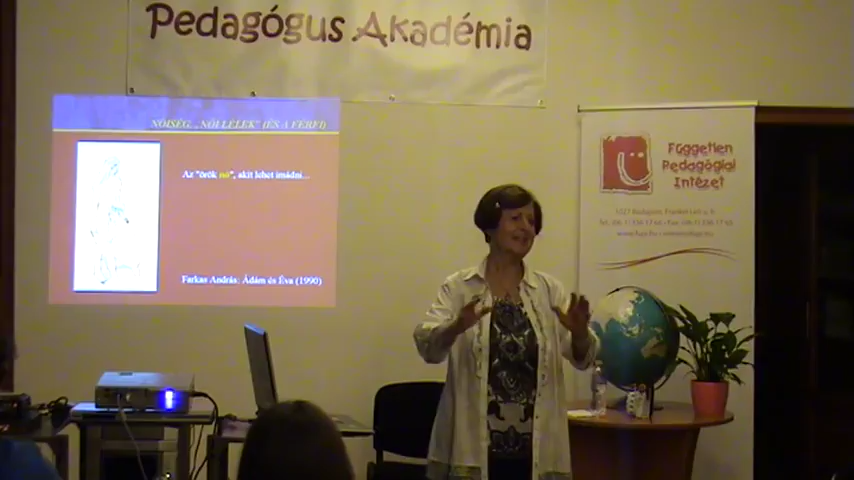 Pedagógus Akadémia
NŐISÉG, „NŐI LÉLEK" (ÉS A FÉRFI)
Az "örök nő", akit lehet imádni...
Farkas András: Ádám és Éva (1990)
Független
Pedagógiai
Intézet